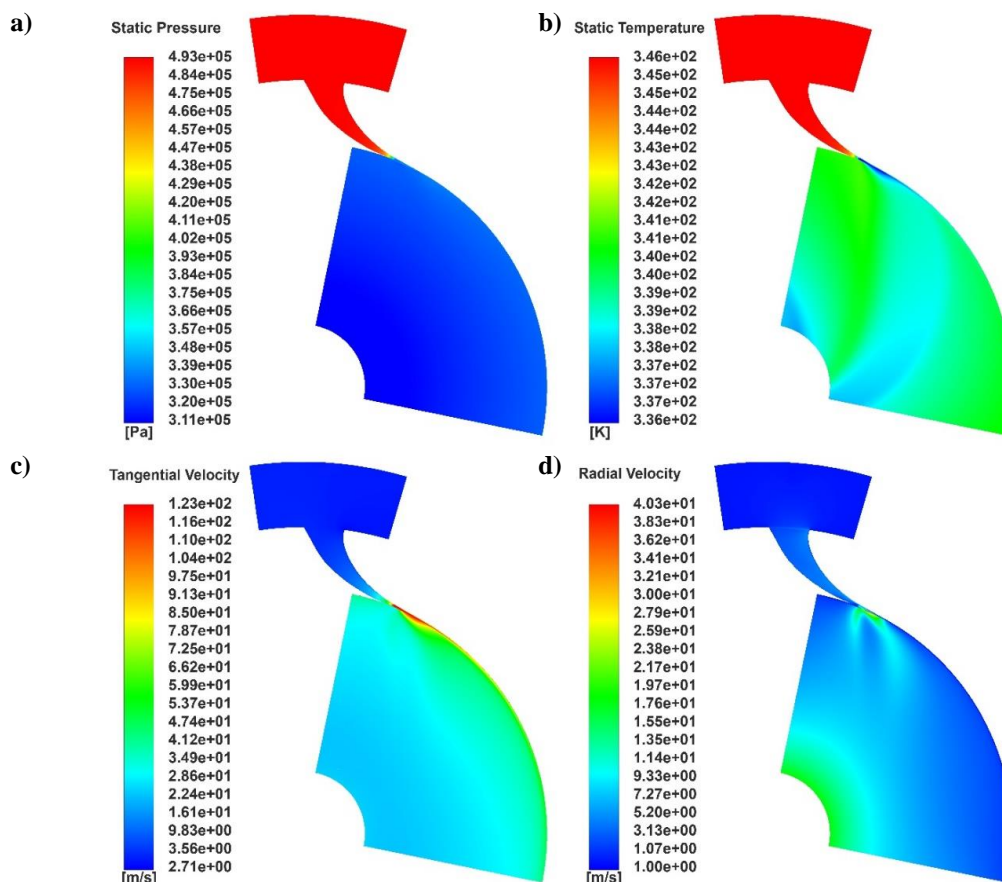 a)
Static Pressure
4.93e+05
4.84e+05
4.75e+05
4.66e+05
4.57e+05
4.47e+05
4.38e+05
4.29e+05
4.20e+05
4.11e+05
4.02e+05
3.93e+05
3.84e+05
3.75e+05
3.66e+05
3.57e+05
3.48e+05
3.39e+05
3.30e+05
3.20e+05
3.11e+05
[Pa]
b)
Static Temperature
3.46e+02
3.45e+02
3.45e+02
3.44e+02
3.44e+02
3.43e+02
3.43e+02
3.42e+02
3.42e+02
3.41e+02
3.41e+02
3.40e+02
3.40e+02
3.39e+02
3.39e+02
3.38e+02
3.38e+02
3.37e+02
3.37e+02
3.36e+02
[K]
c)
Tangential Velocity
1.23e+02
1.16e+02
1.10e+02
1.04e+02
9.75e+01
9.13e+01
8.50e+01
7.87e+01
7.25e+01
6.62e+01
5.99e+01
5.37e+01
4.74e+01
4.12e+01
3.49e+01
2.86e+01
2.24e+01
1.61e+01
9.83e+00
3.56e+00
2.71e+00
[m/s]
d)
Radial Velocity
4.03e+01
3.83e+01
3.62e+01
3.41e+01
3.21e+01
3.00e+01
2.79e+01
2.59e+01
2.38e+01
2.17e+01
1.97e+01
1.55e+01
1.35e+01
1.14e+01
9.33e+00
7.27e+00
5.20e+00
3.13e+00
1.07e+00
1.00e+00
[m/s]